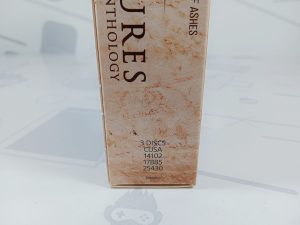 F ASHES
URES
NTHOLOGY
3 DISCS
CUSA
14102
17885
25430